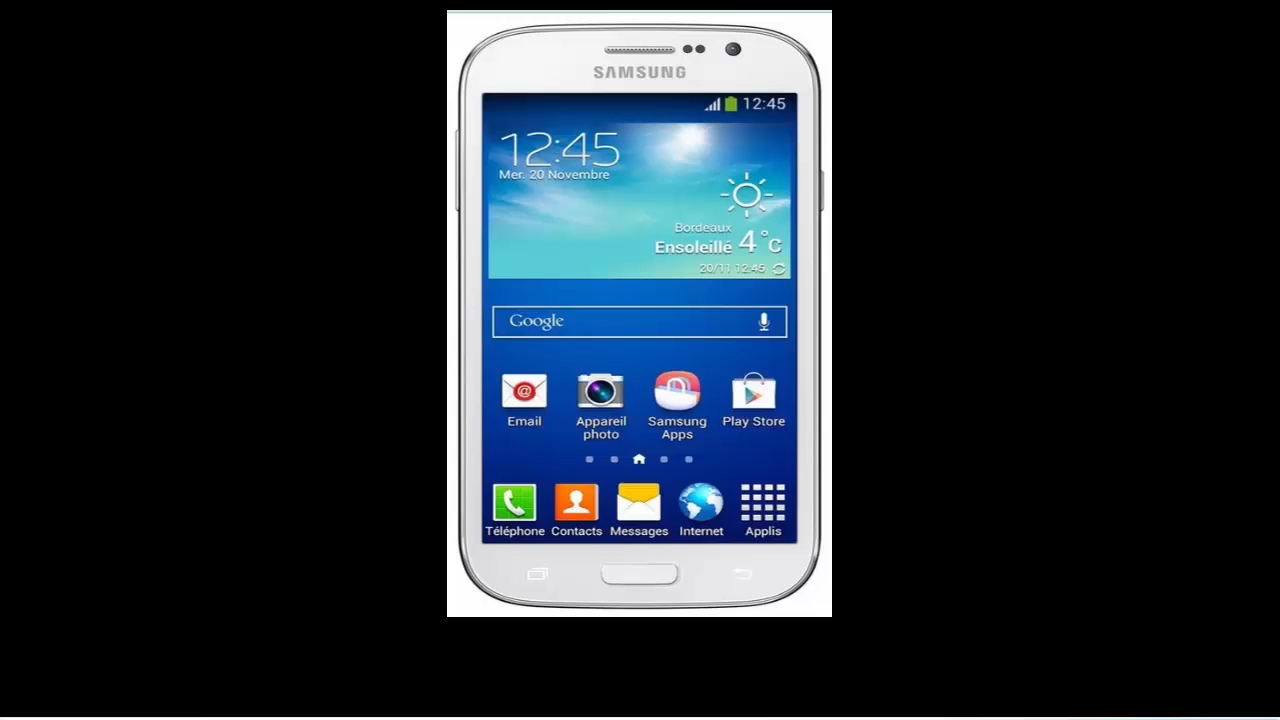 SAMSUNG
12:45
12:45
Mer. 20 Novembre
Bordeaux
Ensoleillé 4°C
20/11 12:45
Google
Email
Appareil photo
Samsung Apps
Play Store
Téléphone
Contacts
Messages
Internet
Applis